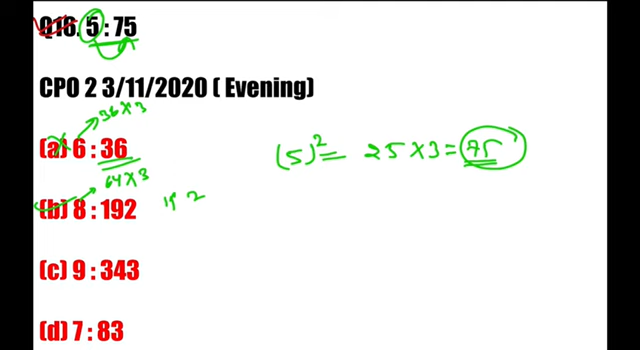 Q16. 5 : 75
CPO 2 3/11/2020 ( Evening)
36×3
(a) 6 : 36
(5)² = 25×3 = 75
64×3
(b) 8 : 192
192
(c) 9 : 343
(d) 7 : 83